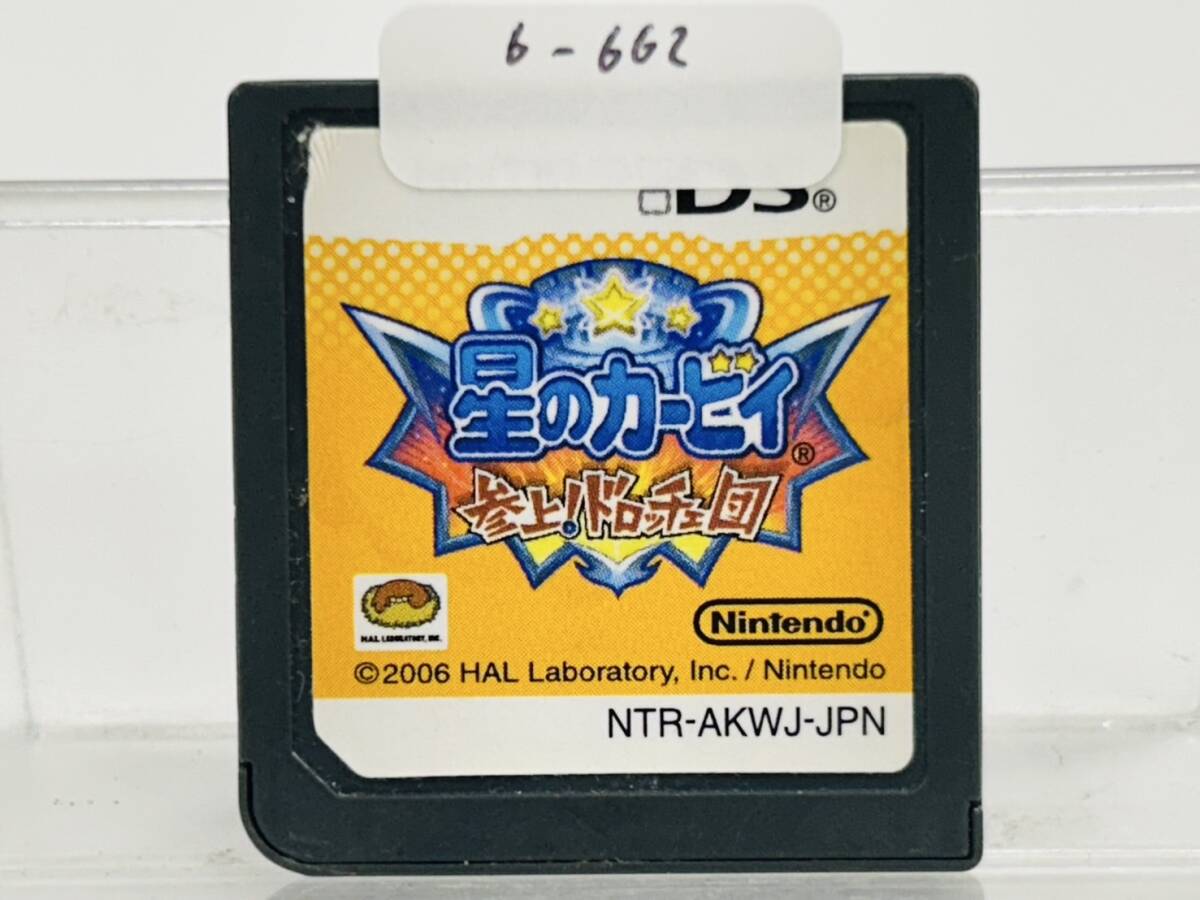 6-662
DS®
星のカービィ®
参上!ドロッチェ団
HAL LABORATORY, INC.
Nintendo®
©2006 HAL Laboratory, Inc. / Nintendo
NTR-AKWJ-JPN